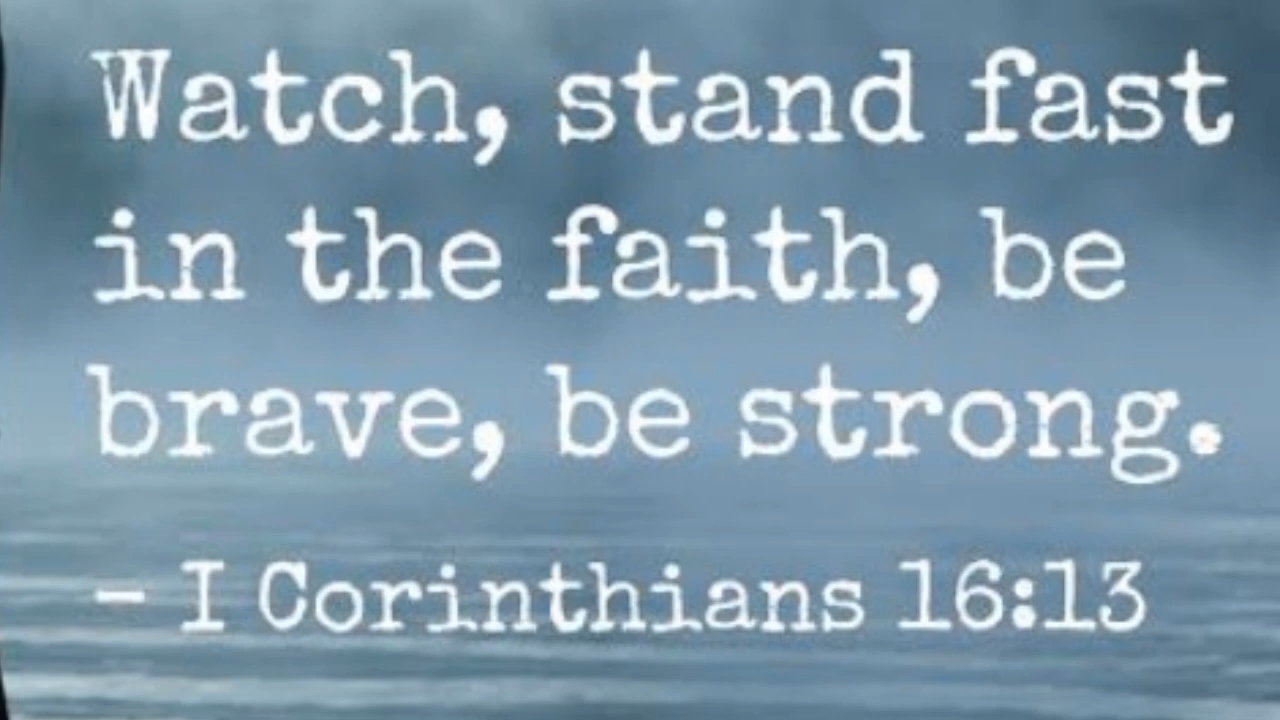 Watch, stand fast
in the faith, be
brave, be strong.
- I Corinthians 16:13